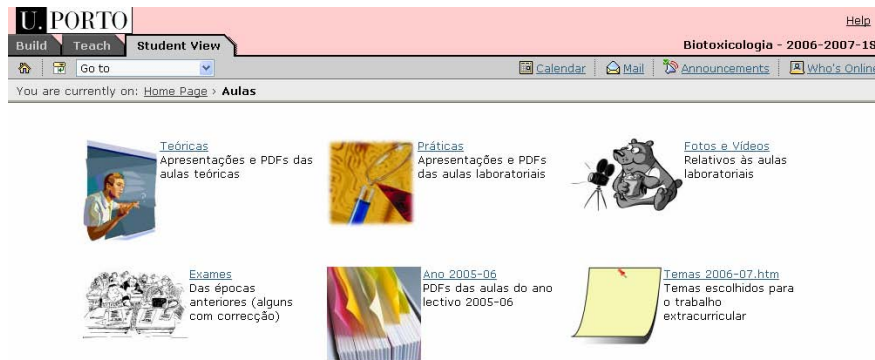 U. PORTO
Help
Build Teach Student View
Biotoxicologia - 2006-2007-1S
Go to
Calendar Mail Announcements Who's Online
You are currently on: Home Page › Aulas
Teóricas
Apresentações e PDFs das
aulas teóricas
Práticas
Apresentações e PDFs
das aulas laboratoriais
Fotos e Vídeos
Relativos às aulas
laboratoriais
Exames
Das épocas
anteriores (alguns
com correcção)
Ano 2005-06
PDFs das aulas do ano
lectivo 2005-06
Temas 2006-07.htm
Temas escolhidos para
o trabalho
extracurricular